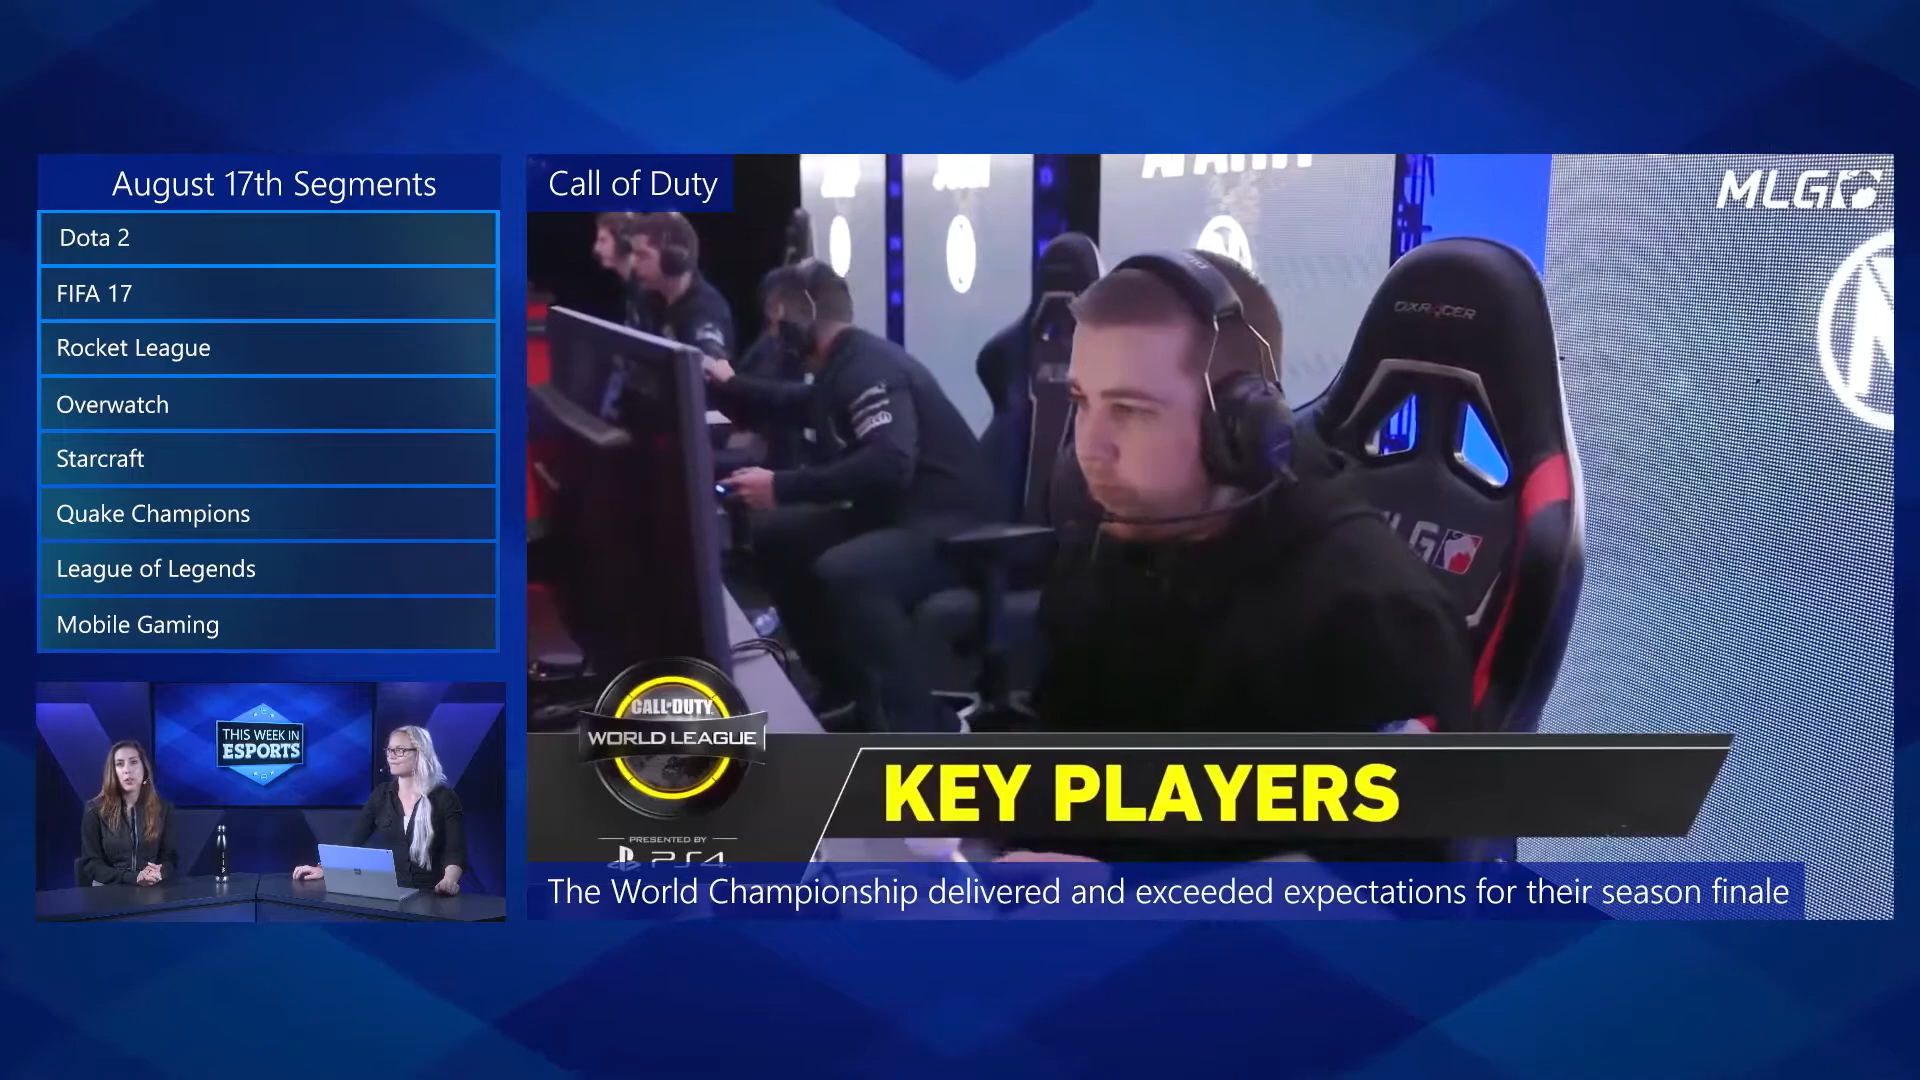 August 17th Segments
Dota 2
FIFA 17
Rocket League
Overwatch
Starcraft
Quake Champions
League of Legends
Mobile Gaming
THIS WEEK IN
ESPORTS
Call of Duty
MLG
DXRACER
CALL OF DUTY
WORLD LEAGUE
PRESENTED BY
PS4
KEY PLAYERS
The World Championship delivered and exceeded expectations for their season finale